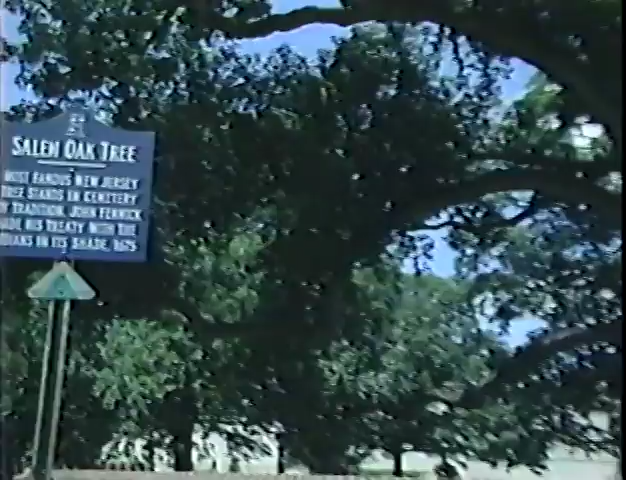 SALEM OAK TREE
MOST FAMOUS NEW JERSEY
TREE STANDS IN CEMETERY
BY TRADITION, JOHN FENWICK
MADE HIS TREATY WITH THE
INDIANS IN ITS SHADE, 1675